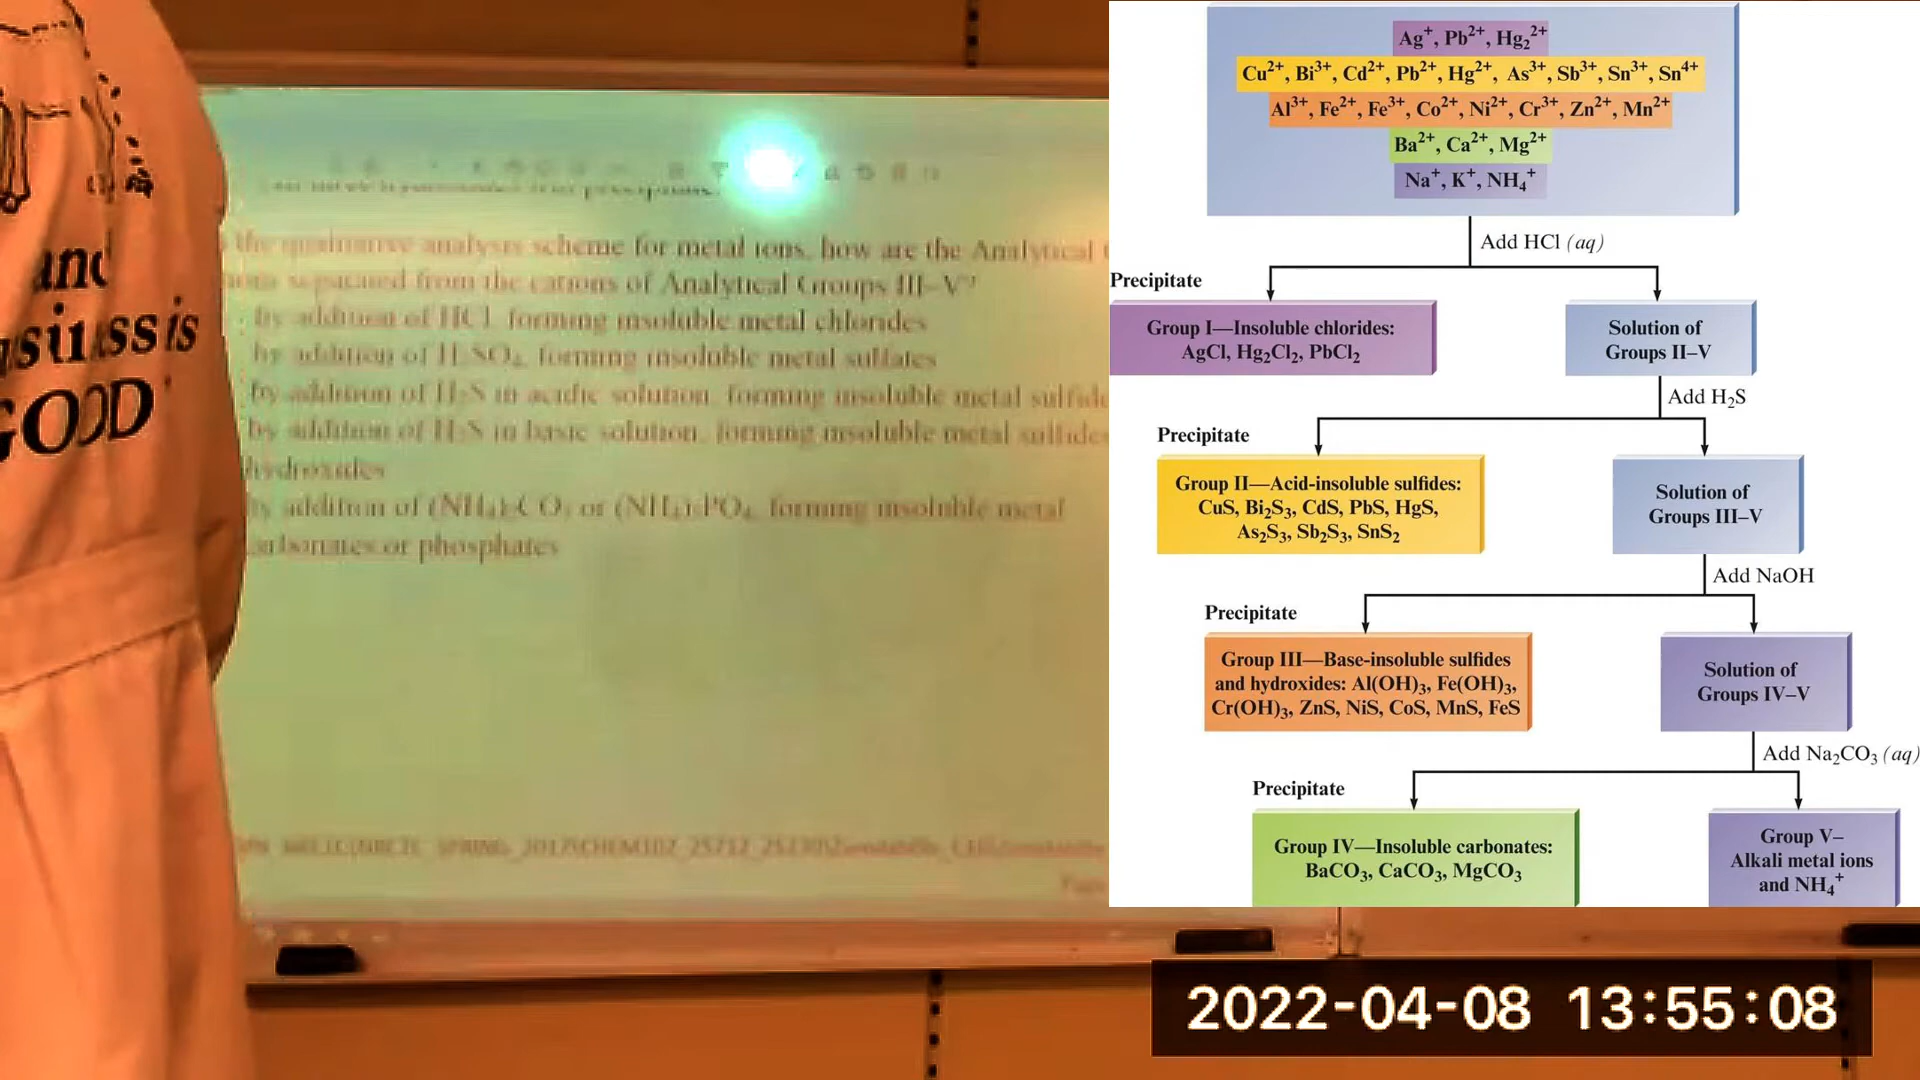 and
GOOD
the qualitative analysis scheme for metal ions, how are the Analytical
separated from the cations of Analytical Groups III–V?
by addition of HCl, forming insoluble metal chlorides
by addition of H₂SO₄, forming insoluble metal sulfates
by addition of H₂S in acidic solution, forming insoluble metal
by addition of H₂S in basic solution, forming insoluble metal sulfides
hydroxides
by addition of (NH₄)₂CO₃ or (NH₄)₃PO₄, forming insoluble metal
carbonates or phosphates
Ag⁺, Pb²⁺, Hg₂²⁺
Cu²⁺, Bi³⁺, Cd²⁺, Pb²⁺, Hg²⁺, As³⁺, Sb³⁺, Sn³⁺, Sn⁴⁺
Al³⁺, Fe²⁺, Fe³⁺, Co²⁺, Ni²⁺, Cr³⁺, Zn²⁺, Mn²⁺
Ba²⁺, Ca²⁺, Mg²⁺
Na⁺, K⁺, NH₄⁺
Add HCl (aq)
Precipitate
Group I—Insoluble chlorides:
AgCl, Hg₂Cl₂, PbCl₂
Solution of
Groups II–V
Add H₂S
Precipitate
Group II—Acid-insoluble sulfides:
CuS, Bi₂S₃, CdS, PbS, HgS,
As₂S₃, Sb₂S₃, SnS₂
Solution of
Groups III–V
Add NaOH
Precipitate
Group III—Base-insoluble sulfides
and hydroxides: Al(OH)₃, Fe(OH)₃,
Cr(OH)₃, ZnS, NiS, CoS, MnS, FeS
Solution of
Groups IV–V
Add Na₂CO₃ (aq)
Precipitate
Group IV—Insoluble carbonates:
BaCO₃, CaCO₃, MgCO₃
Group V–
Alkali metal ions
and NH₄⁺
2022-04-08 13:55:08